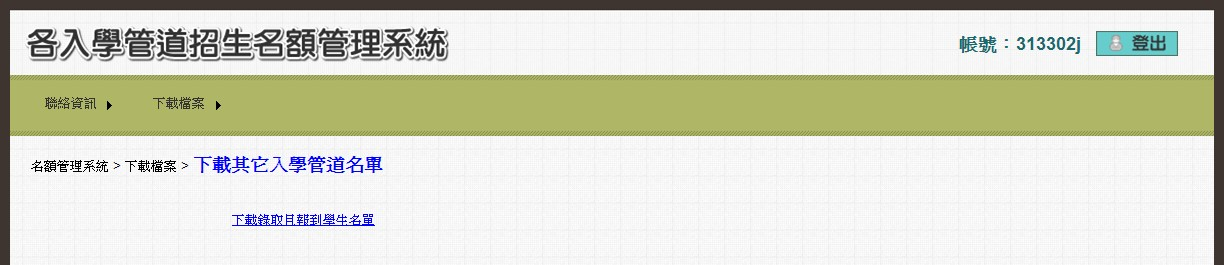 各入學管道招生名額管理系統
帳號：313302j 登出
聯絡資訊 下載檔案
名額管理系統 > 下載檔案 > 下載其它入學管道名單
下載錄取且報到學生名單